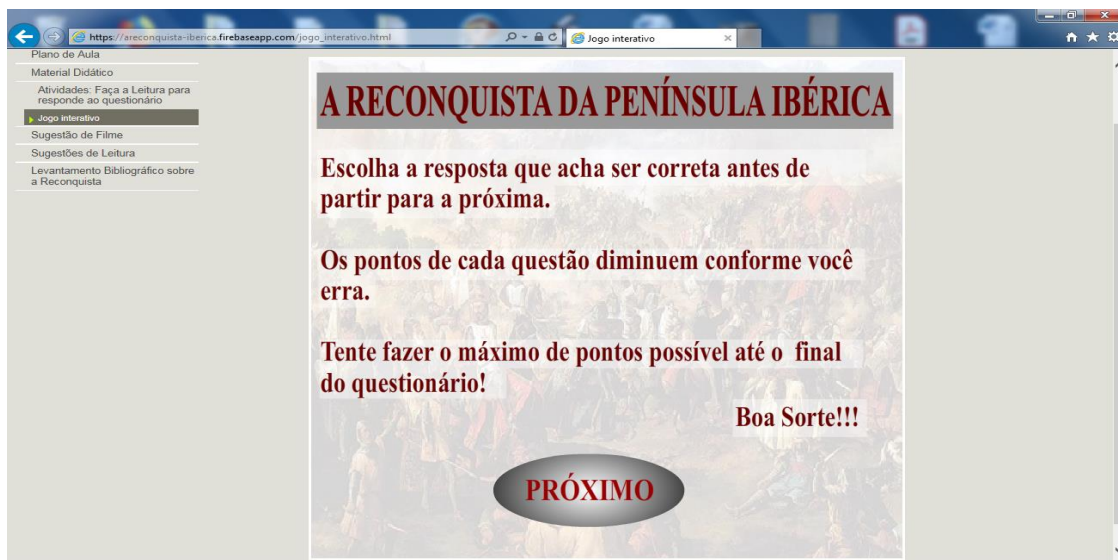 https://areconquista-iberica.firebaseapp.com/jogo_interativo.html
Jogo interativo
Plano de Aula
Material Didático
Atividades: Faça a Leitura para
responde ao questionário
Jogo interativo
Sugestão de Filme
Sugestões de Leitura
Levantamento Bibliográfico sobre
a Reconquista
A RECONQUISTA DA PENÍNSULA IBÉRICA
Escolha a resposta que acha ser correta antes de
partir para a próxima.
Os pontos de cada questão diminuem conforme você
erra.
Tente fazer o máximo de pontos possível até o final
do questionário!
Boa Sorte!!!
PRÓXIMO